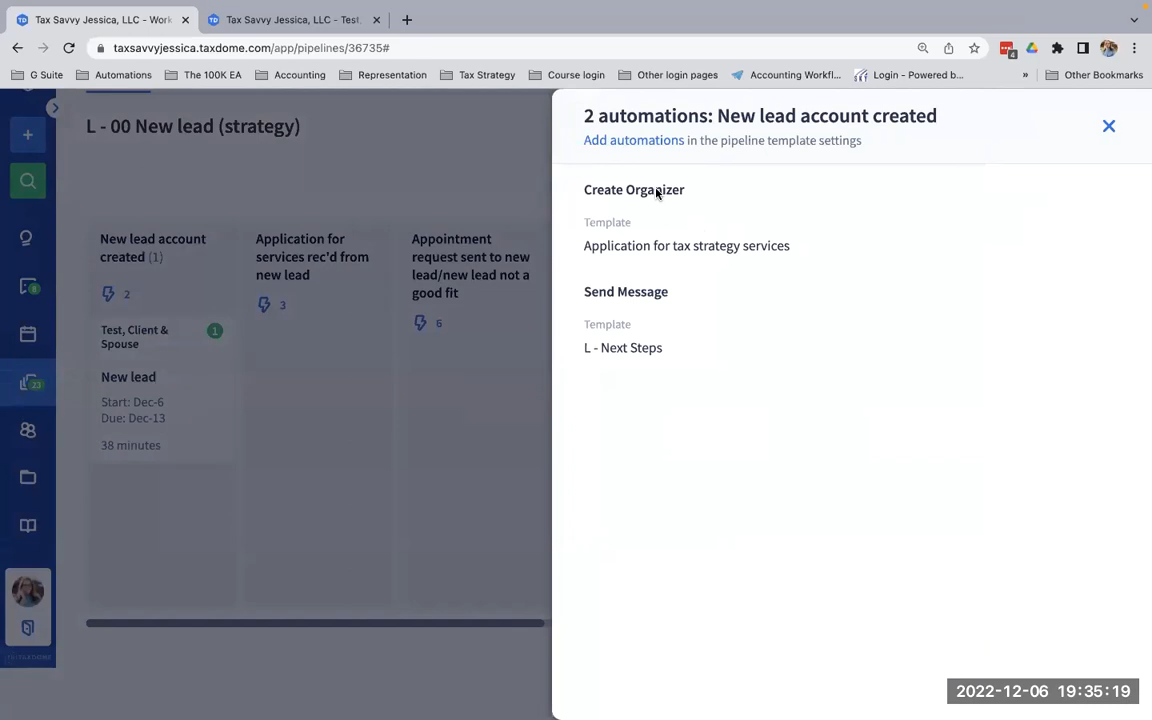 Tax Savvy Jessica, LLC - Work
Tax Savvy Jessica, LLC - Test
taxsavvyjessica.taxdome.com/app/pipelines/36735#
4
G Suite
Automations
The 100K EA
Accounting
Representation
Tax Strategy
Course login
Other login pages
Accounting Workfl...
Login - Powered b...
»
Other Bookmarks
L - 00 New lead (strategy)
2 automations: New lead account created
Add automations in the pipeline template settings
Create Organizer
Template
Application for tax strategy services
Send Message
Template
L - Next Steps
New lead account
created (1)
2
Application for
services rec'd from
new lead
3
Appointment
request sent to new
lead/new lead not a
good fit
6
Test, Client &
Spouse
1
New lead
Start: Dec-6
Due: Dec-13
38 minutes
8
23
2022-12-06 19:35:19